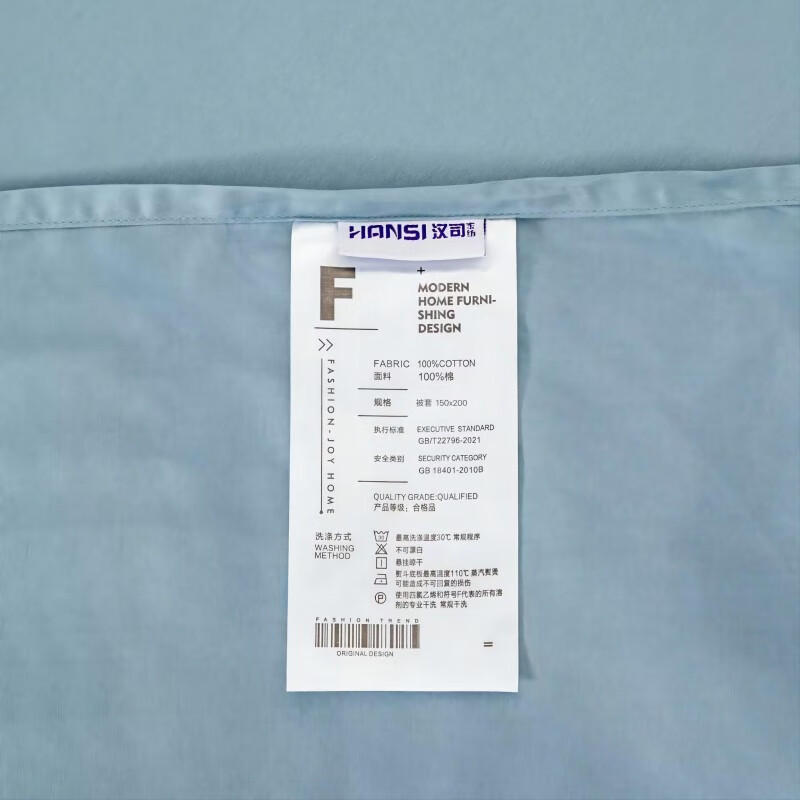 HANSI 汉司家纺
F
+
MODERN
HOME FURNI-
SHING
DESIGN
FASHION-JOY HOME
FABRIC 100%COTTON
面料 100%棉
规格 被套 150x200
执行标准 EXECUTIVE STANDARD
GB/T22796-2021
安全类别 SECURITY CATEGORY
GB 18401-2010B
QUALITY GRADE:QUALIFIED
产品等级：合格品
洗涤方式
WASHING
METHOD
30 最高洗涤温度30℃ 常规程序
不可漂白
悬挂晾干
熨斗底板最高温度110℃ 蒸汽熨烫
可能造成不可回复的损伤
P 使用四氯乙烯和符号F代表的所有溶
剂的专业干洗 常规干洗
FASHION TREND
ORIGINAL DESIGN
=